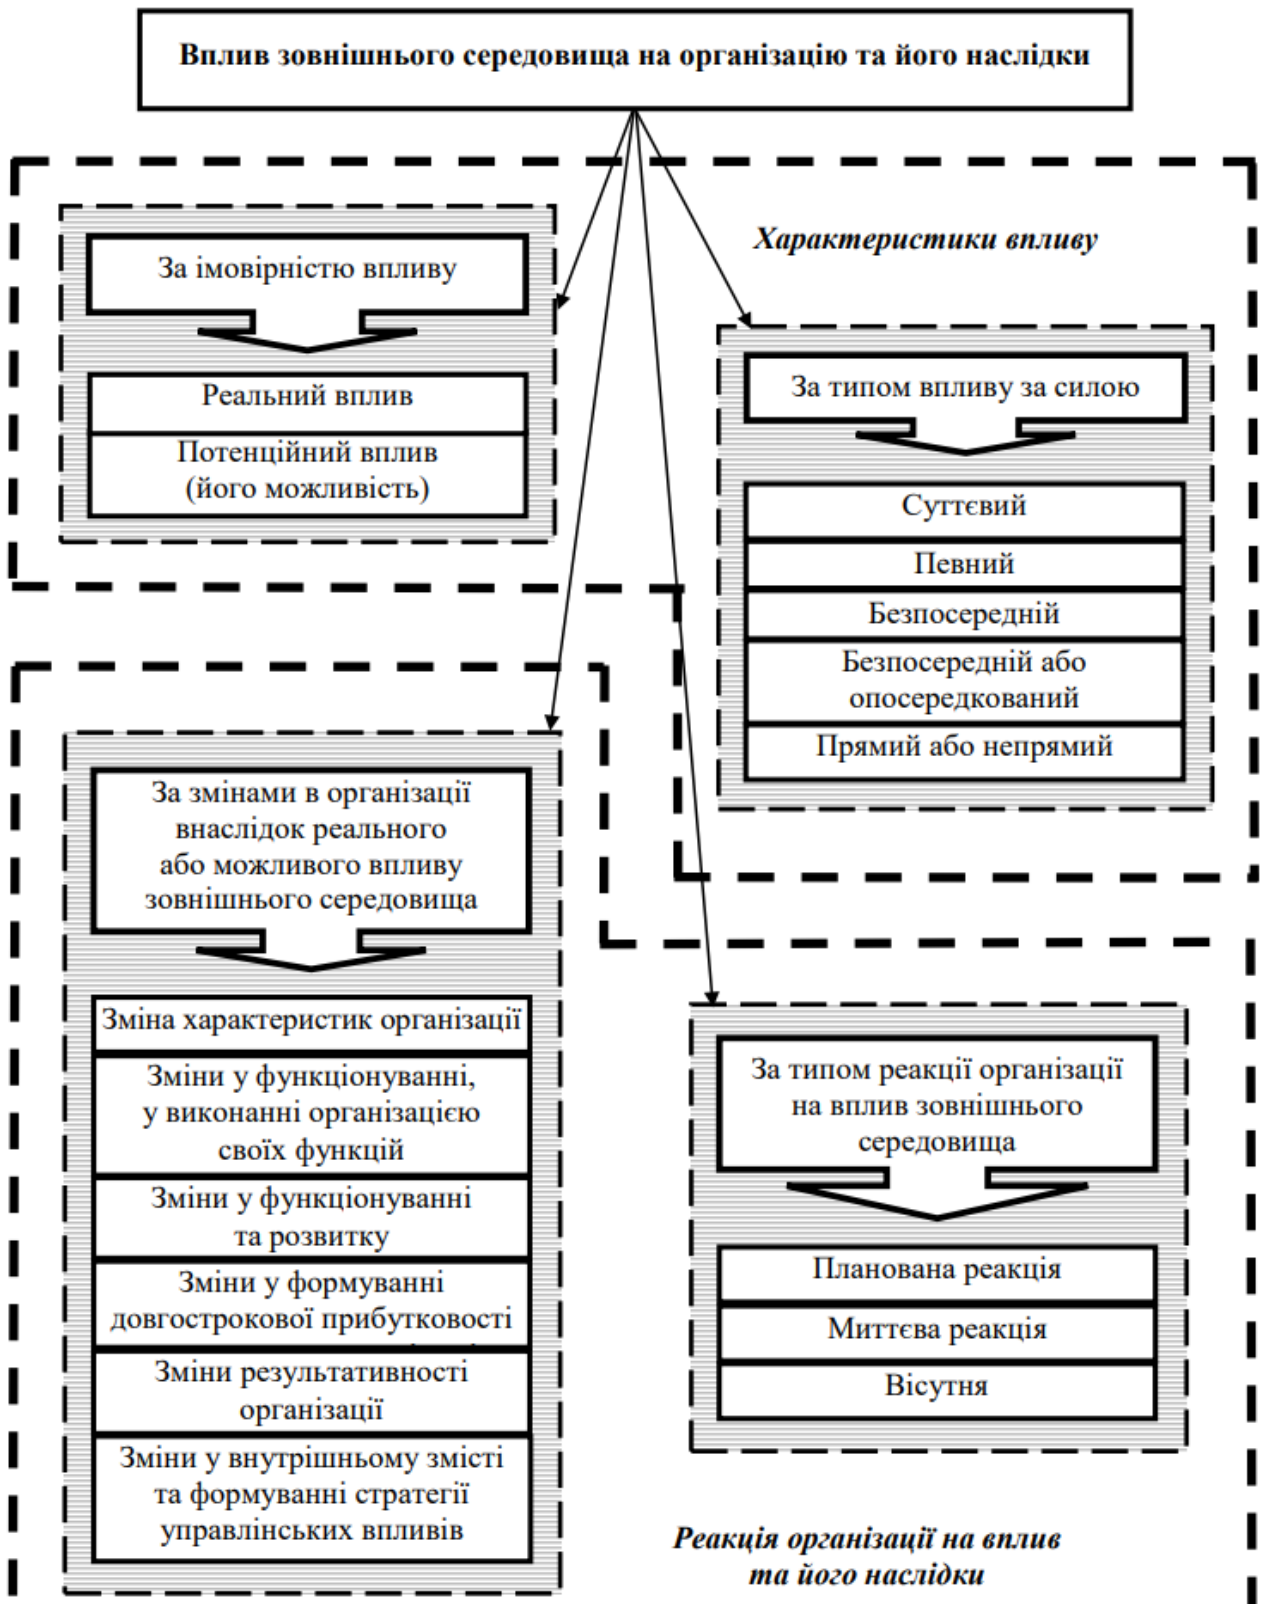 Вплив зовнішнього середовища на організацію та його наслідки
За імовірністю впливу
Реальний вплив
Потенційний вплив
(його можливість)
Характеристики впливу
За типом впливу за силою
Суттєвий
Певний
Безпосередній
Безпосередній або
опосередкований
Прямий або непрямий
За змінами в організації
внаслідок реального
або можливого впливу
зовнішнього середовища
Зміна характеристик організації
Зміни у функціонуванні,
у виконанні організацією
своїх функцій
Зміни у функціонуванні
та розвитку
Зміни у формуванні
довгострокової прибутковості
Зміни результативності
організації
Зміни у внутрішньому змісті
та формуванні стратегії
управлінських впливів
За типом реакції організації
на вплив зовнішнього
середовища
Планована реакція
Миттєва реакція
Вісутня
Реакція організації на вплив
та його наслідки